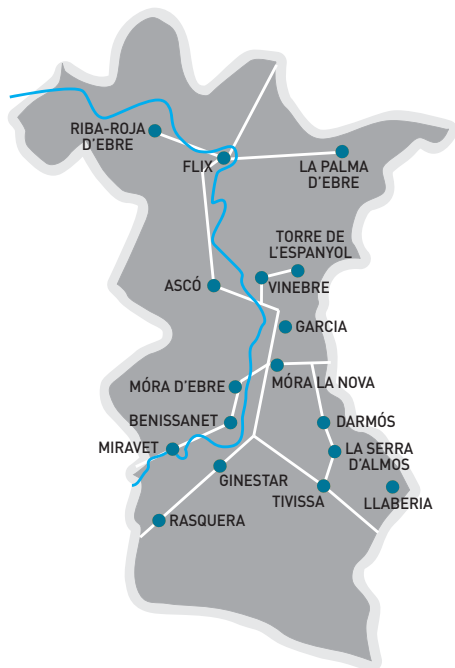 RIBA-ROJA
D'EBRE
FLIX
LA PALMA
D'EBRE
TORRE DE
L'ESPANYOL
ASCÓ
VINEBRE
GARCIA
MÓRA D'EBRE
MÓRA LA NOVA
BENISSANET
DARMÓS
MIRAVET
LA SERRA
D'ALMOS
GINESTAR
TIVISSA
LLABERIA
RASQUERA